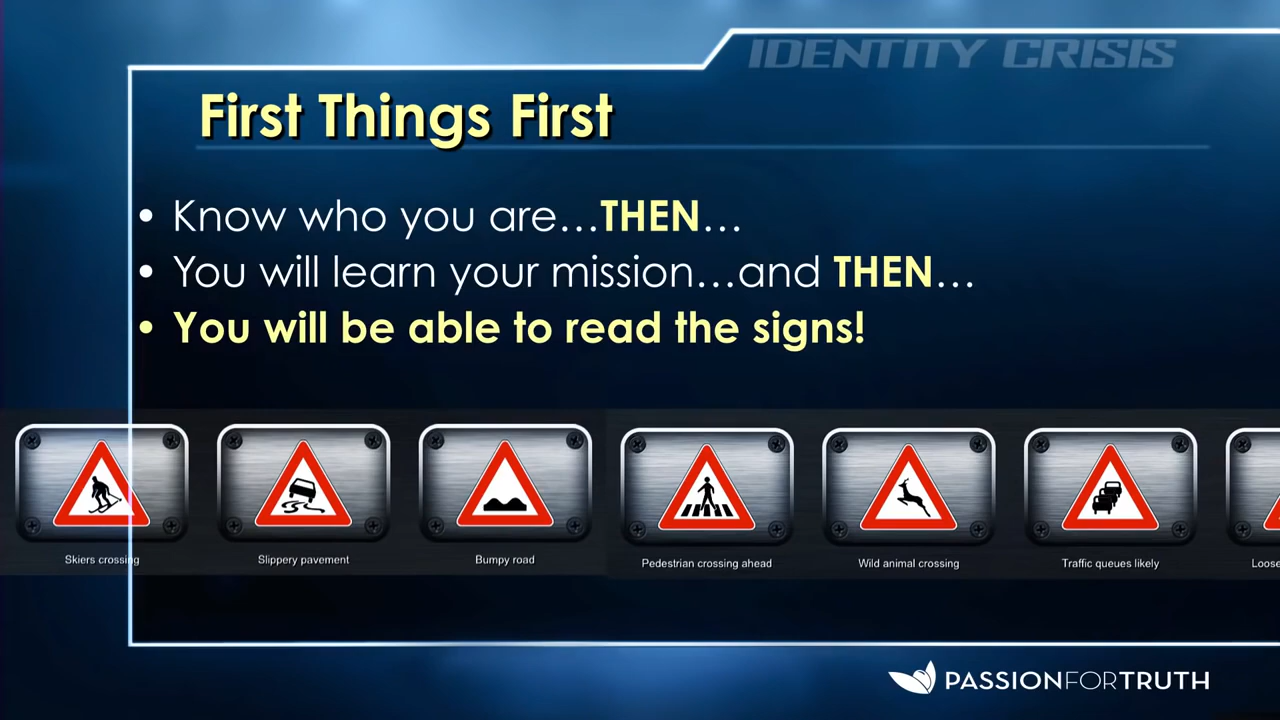 IDENTITY CRISIS
First Things First
• Know who you are...THEN...
• You will learn your mission...and THEN...
• You will be able to read the signs!
Skiers crossing
Slippery pavement
Bumpy road
Pedestrian crossing ahead
Wild animal crossing
Traffic queues likely
Loose
PASSIONFORTRUTH